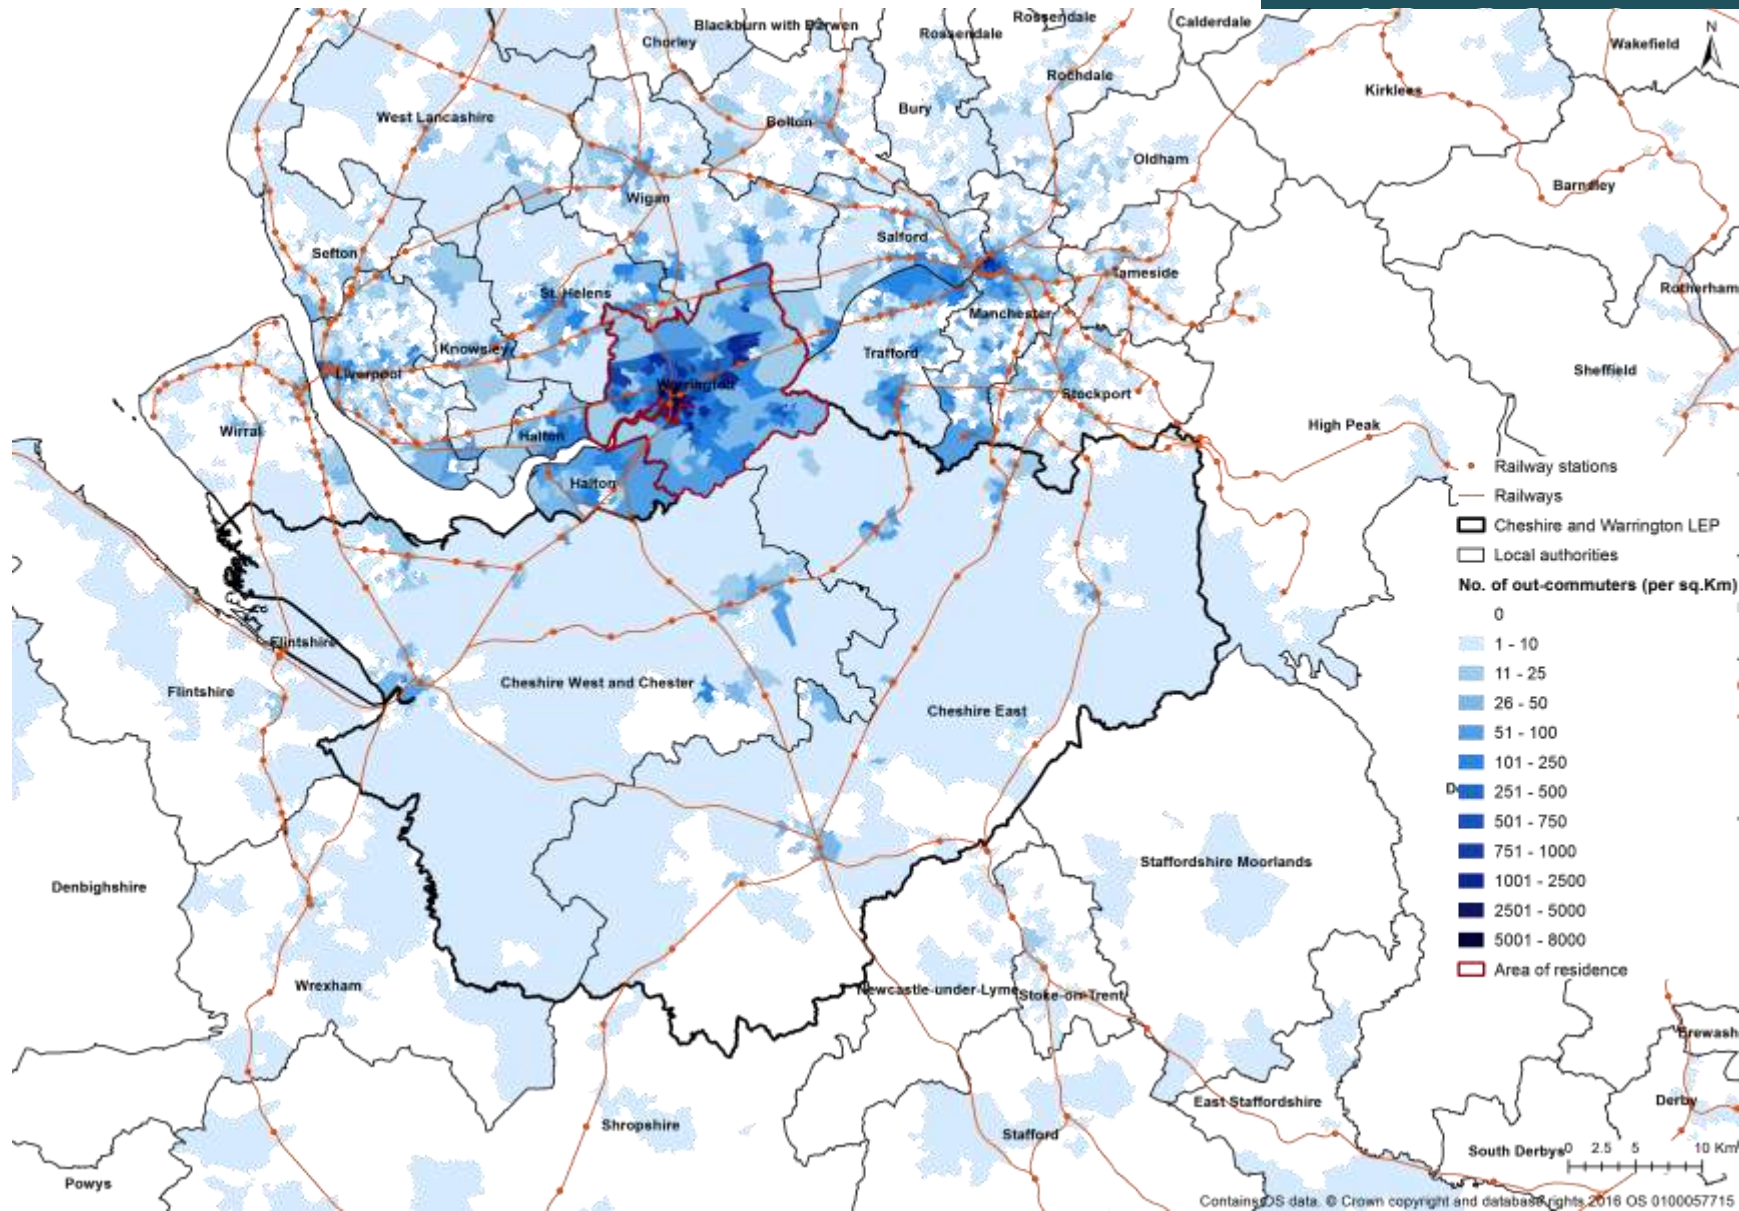 Blackburn with Darwen
Rossendale
Calderdale
Chorley
Rossendale
Wakefield
N
Rochdale
Kirklees
West Lancashire
Bolton
Bury
Oldham
Barnsley
Wigan
Salford
Sefton
Tameside
St. Helens
Rotherham
Manchester
Knowsley
Trafford
Liverpool
Warrington
Sheffield
Stockport
Wirral
Halton
High Peak
Halton
Flintshire
Flintshire
Cheshire West and Chester
Cheshire East
Staffordshire Moorlands
Denbighshire
Wrexham
Newcastle-under-Lyme
Stoke-on-Trent
Erewash
East Staffordshire
Derby
Shropshire
Stafford
South Derbys
Powys
Railway stations
Railways
Cheshire and Warrington LEP
Local authorities
No. of out-commuters (per sq.Km)
0
1 - 10
11 - 25
26 - 50
51 - 100
101 - 250
251 - 500
501 - 750
751 - 1000
1001 - 2500
2501 - 5000
5001 - 8000
Area of residence
0 2.5 5 10 Km
Contains OS data. © Crown copyright and database rights 2016 OS 0100057715